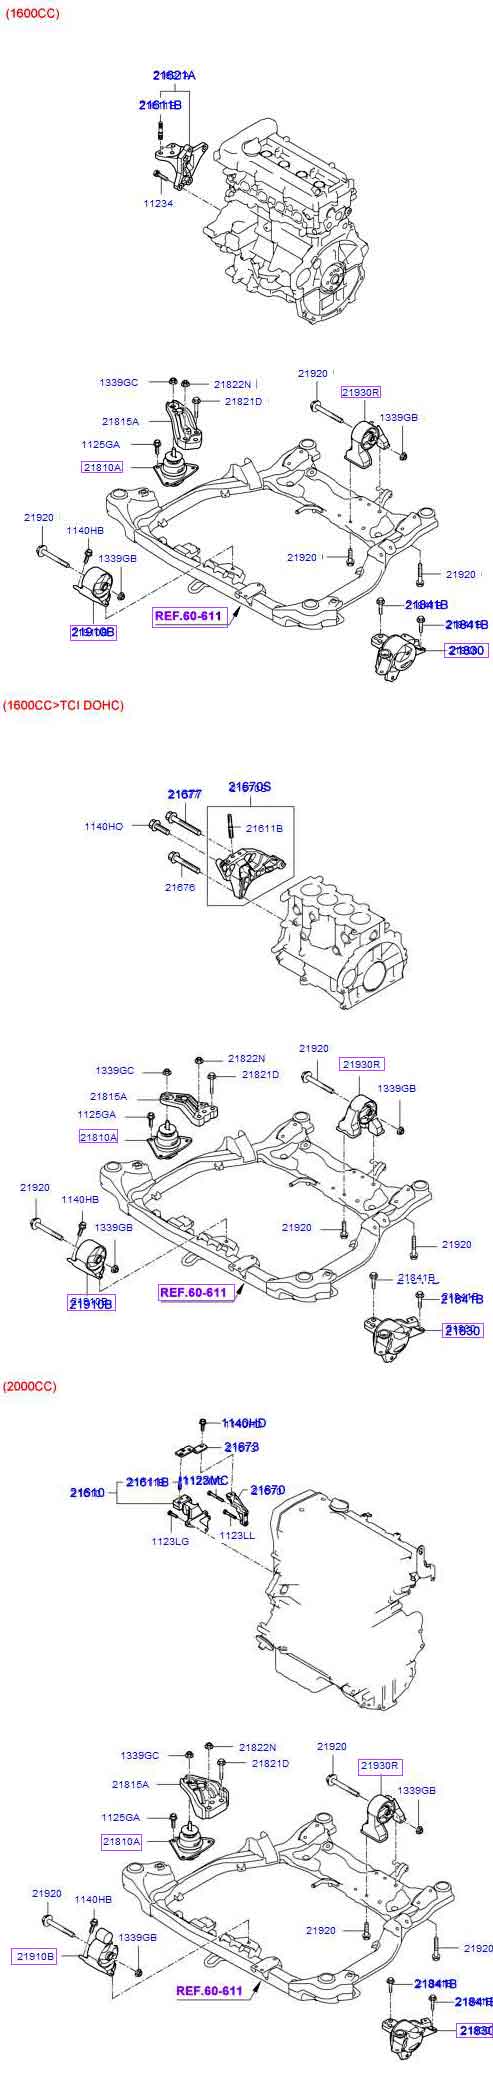 (1600CC)
21621A
21611B
11234
1339GC
21822N
21920
21930R
21821D
21815A
1339GB
1125GA
21810A
21920
1140HB
1339GB
21920
21920
21841B
REF.60-611
21841B
21910B
21830
(1600CC>TCI DOHC)
21670S
21677
1140HO
21611B
21676
21920
1339GC
21822N
21930R
21821D
1339GB
21815A
1125GA
21810A
21920
1140HB
1339GB
21920
21920
21841B
REF.60-611
21841B
21910B
21830
(2000CC)
1140HD
21673
21611B
1123MC
21610
21670
1123LG
1123LL
21920
1339GC
21822N
21930R
21821D
21815A
1339GB
1125GA
21810A
21920
1140HB
21920
1339GB
21920
21910B
21841B
REF.60-611
21841B
21830